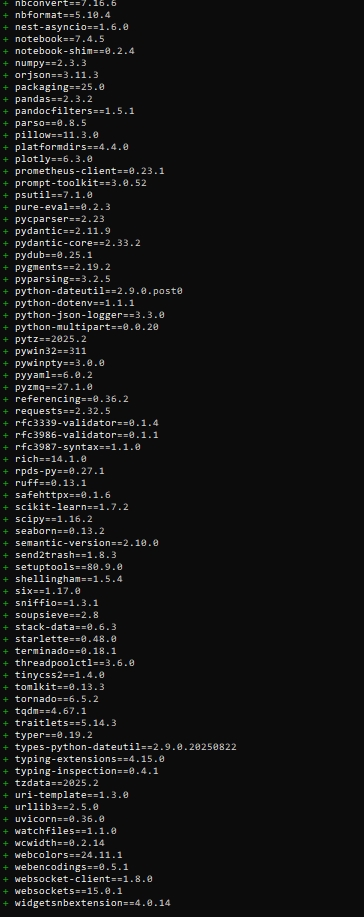 + nbconvert==7.16.6
+ nbformat==5.10.4
+ nest-asyncio==1.6.0
+ notebook==7.4.5
+ notebook-shim==0.2.4
+ numpy==2.3.3
+ orjson==3.11.3
+ packaging==25.0
+ pandas==2.3.2
+ pandocfilters==1.5.1
+ parso==0.8.5
+ pillow==11.3.0
+ platformdirs==4.4.0
+ plotly==6.3.0
+ prometheus-client==0.23.1
+ prompt-toolkit==3.0.52
+ psutil==7.1.0
+ pure-eval==0.2.3
+ pycparser==2.23
+ pydantic==2.11.9
+ pydantic-core==2.33.2
+ pydub==0.25.1
+ pygments==2.19.2
+ pyparsing==3.2.5
+ python-dateutil==2.9.0.post0
+ python-dotenv==1.1.1
+ python-json-logger==3.3.0
+ python-multipart==0.0.20
+ pytz==2025.2
+ pywin32==311
+ pywinpty==3.0.0
+ pyyaml==6.0.2
+ pyzmq==27.1.0
+ referencing==0.36.2
+ requests==2.32.5
+ rfc3339-validator==0.1.4
+ rfc3986-validator==0.1.1
+ rfc3987-syntax==1.1.0
+ rich==14.1.0
+ rpds-py==0.27.1
+ ruff==0.13.1
+ safehttpx==0.1.6
+ scikit-learn==1.7.2
+ scipy==1.16.2
+ seaborn==0.13.2
+ semantic-version==2.10.0
+ send2trash==1.8.3
+ setuptools==80.9.0
+ shellingham==1.5.4
+ six==1.17.0
+ sniffio==1.3.1
+ soupsieve==2.8
+ stack-data==0.6.3
+ starlette==0.48.0
+ terminado==0.18.1
+ threadpoolctl==3.6.0
+ tinycss2==1.4.0
+ tomlkit==0.13.3
+ tornado==6.5.2
+ tqdm==4.67.1
+ traitlets==5.14.3
+ typer==0.19.2
+ types-python-dateutil==2.9.0.20250822
+ typing-extensions==4.15.0
+ typing-inspection==0.4.1
+ tzdata==2025.2
+ uri-template==1.3.0
+ urllib3==2.5.0
+ uvicorn==0.36.0
+ watchfiles==1.1.0
+ wcwidth==0.2.14
+ webcolors==24.11.1
+ webencodings==0.5.1
+ websocket-client==1.8.0
+ websockets==15.0.1
+ widgetsnbextension==4.0.14